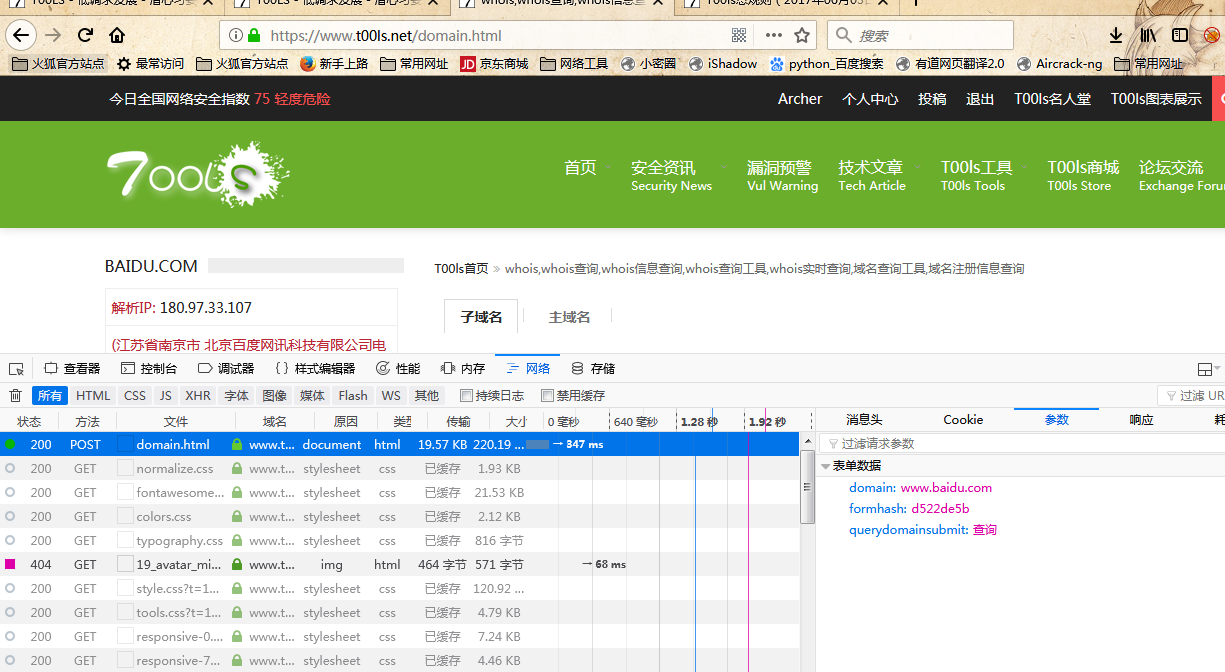 T00LS - 低调求发展 - 潜心习安
T00LS - 低调求发展 - 潜心习安
whois,whois查询,whois信息查
T00ls总规则（2017年06月03日
https://www.t00ls.net/domain.html
搜索
火狐官方站点 最常访问 火狐官方站点 新手上路 常用网址 JD 京东商城 网络工具 小密圈 iShadow python_百度搜索 有道网页翻译2.0 Aircrack-ng 常用网址
今日全国网络安全指数 75 轻度危险
Archer 个人中心 投稿 退出 T00ls名人堂 T00ls图表展示
T00LS
首页 安全资讯 漏洞预警 技术文章 T00ls工具 T00ls商城 论坛交流
Security News Vul Warning Tech Article T00ls Tools T00ls Store Exchange Foru
BAIDU.COM
T00ls首页 » whois,whois查询,whois信息查询,whois查询工具,whois实时查询,域名查询工具,域名注册信息查询
解析IP: 180.97.33.107
子域名 主域名
(江苏省南京市 北京百度网讯科技有限公司电
查看器 控制台 调试器 {} 样式编辑器 性能 内存 网络 存储
所有 HTML CSS JS XHR 字体 图像 媒体 Flash WS 其他 持续日志 禁用缓存 过滤 UR
状态 方法 文件 域名 原因 类型 传输 大小 0 毫秒 640 毫秒 1.28 秒 1.92 秒
消息头 Cookie 参数 响应 耗
200 POST domain.html www.t... document html 19.57 KB 220.19 ... → 347 ms
200 GET normalize.css www.t... stylesheet css 已缓存 1.93 KB
200 GET fontawesome... www.t... stylesheet css 已缓存 21.53 KB
200 GET colors.css www.t... stylesheet css 已缓存 2.12 KB
200 GET typography.css www.t... stylesheet css 已缓存 816 字节
404 GET 19_avatar_mi... www.t... img html 464 字节 571 字节 → 68 ms
200 GET style.css?t=1... www.t... stylesheet css 已缓存 120.92 ...
200 GET tools.css?t=1... www.t... stylesheet css 已缓存 4.79 KB
200 GET responsive-0.... www.t... stylesheet css 已缓存 7.24 KB
200 GET responsive-7... www.t... stylesheet css 已缓存 4.46 KB
过滤请求参数
表单数据
domain: www.baidu.com
formhash: d522de5b
querydomainsubmit: 查询